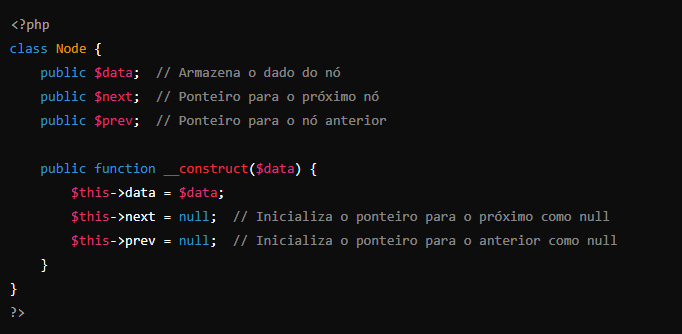 <?php
class Node {
    public $data;  // Armazena o dado do nó
    public $next;  // Ponteiro para o próximo nó
    public $prev;  // Ponteiro para o nó anterior

    public function __construct($data) {
        $this->data = $data;
        $this->next = null;  // Inicializa o ponteiro para o próximo como null
        $this->prev = null;  // Inicializa o ponteiro para o anterior como null
    }
}
?>